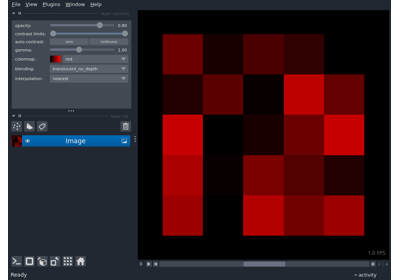 File View Plugins Window Help
opacity: 0.80
contrast limits:
auto-contrast: once continuous
gamma: 1.00
colormap: red
blending: translucent_no_depth
interpolation: nearest
Image
1.0 FPS
Ready
activity